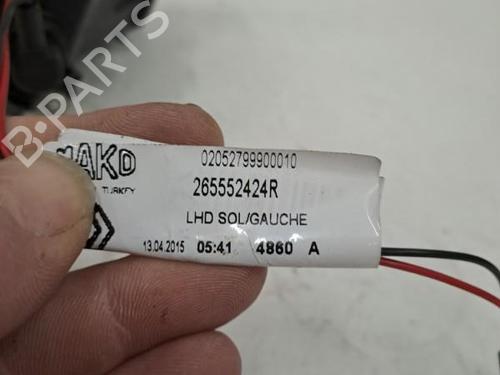 B-PARTS
MAKO
TURKEY
02052799900010
265552424R
LHD SOL/GAUCHE
13.04.2015 05:41 4860 A